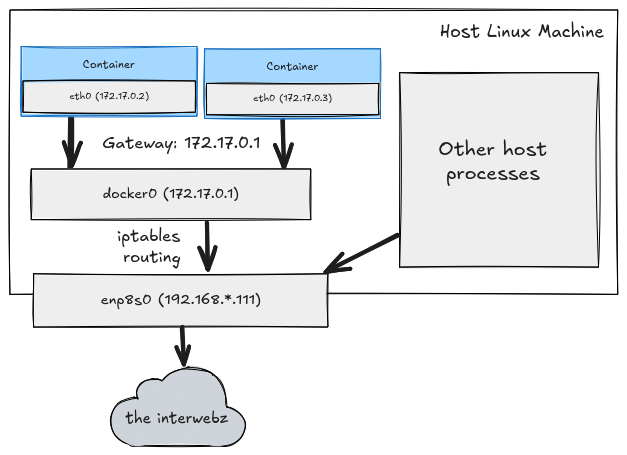 Host Linux Machine
Container
eth0 (172.17.0.2)
Container
eth0 (172.17.0.3)
Gateway: 172.17.0.1
Other host
processes
docker0 (172.17.0.1)
iptables
routing
enp8s0 (192.168.*.111)
the interwebz